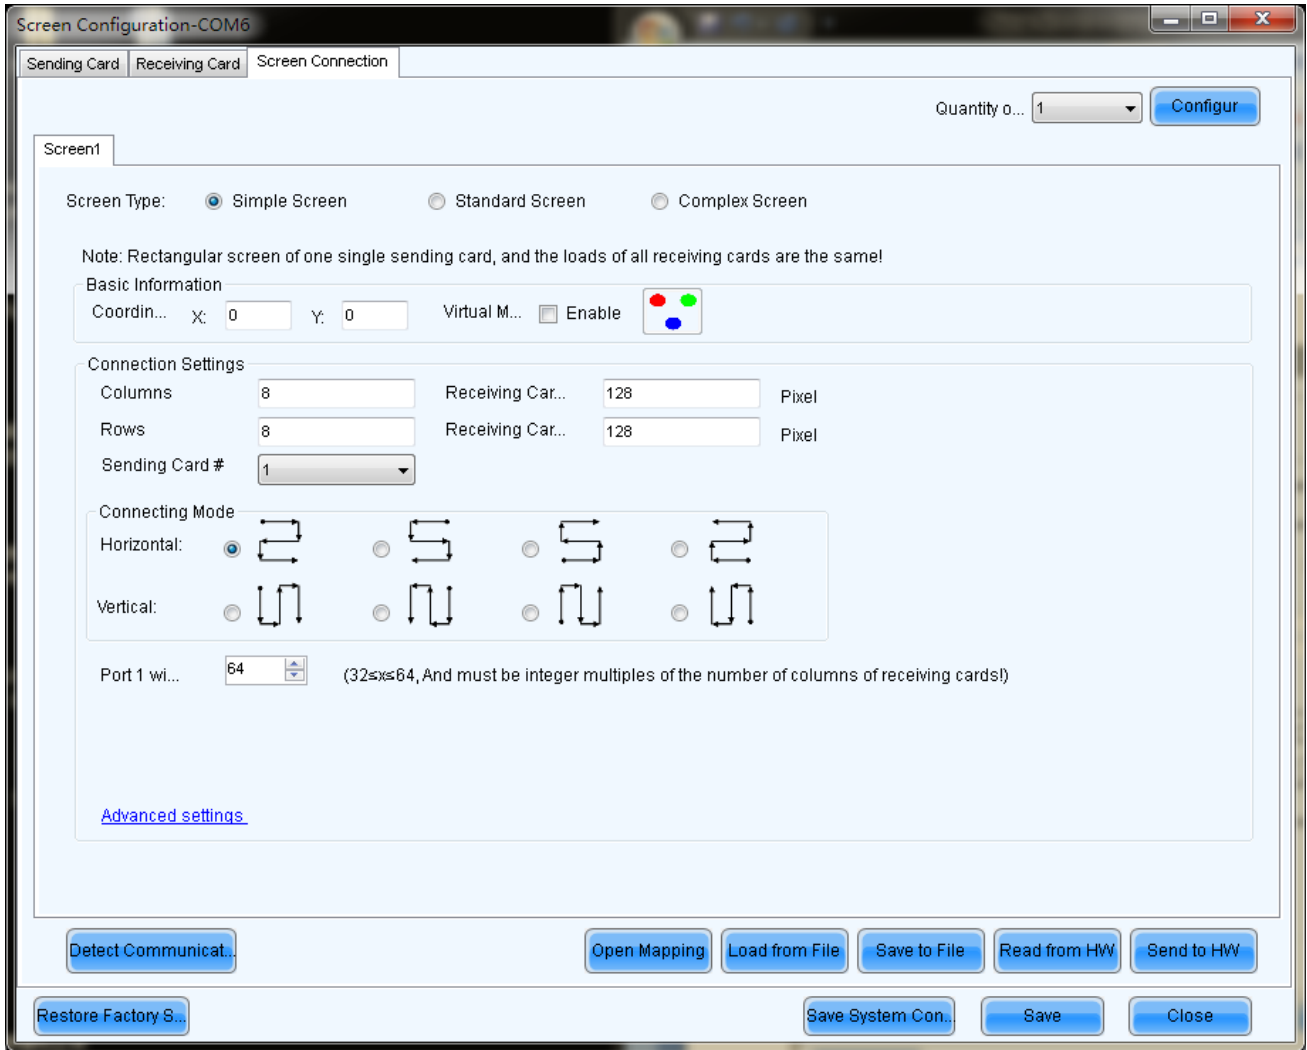 Screen Configuration-COM6
Sending Card Receiving Card Screen Connection
Quantity o... 1 Configur
Screen1
Screen Type: Simple Screen Standard Screen Complex Screen
Note: Rectangular screen of one single sending card, and the loads of all receiving cards are the same!
Basic Information
Coordin... X: 0 Y: 0 Virtual M... Enable
Connection Settings
Columns 8 Receiving Car... 128 Pixel
Rows 8 Receiving Car... 128 Pixel
Sending Card # 1
Connecting Mode
Horizontal:
Vertical:
Port 1 wi... 64 (32≤x≤64, And must be integer multiples of the number of columns of receiving cards!)
Advanced settings
Detect Communicat... Open Mapping Load from File Save to File Read from HW Send to HW
Restore Factory S... Save System Con... Save Close